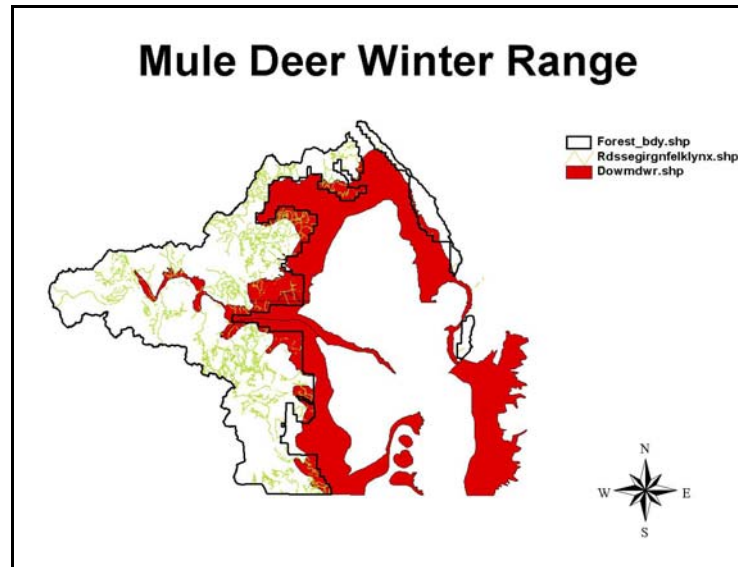 Mule Deer Winter Range
Forest_bdy.shp
Rdssegirgnfelklynx.shp
Dowmdwr.shp
N
W E
S